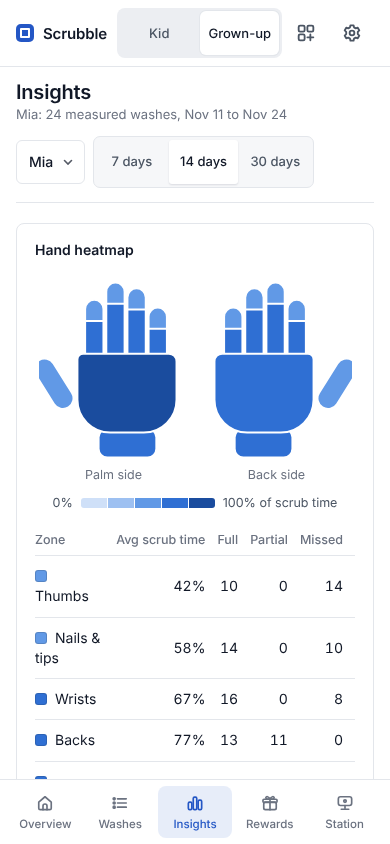 Scrubble
Kid
Grown-up
Insights
Mia: 24 measured washes, Nov 11 to Nov 24
Mia
7 days
14 days
30 days
Hand heatmap
Palm side
Back side
0%
100% of scrub time
Zone Avg scrub time Full Partial Missed
Thumbs 42% 10 0 14
Nails &
tips 58% 14 0 10
Wrists 67% 16 0 8
Backs 77% 13 11 0
Overview
Washes
Insights
Rewards
Station